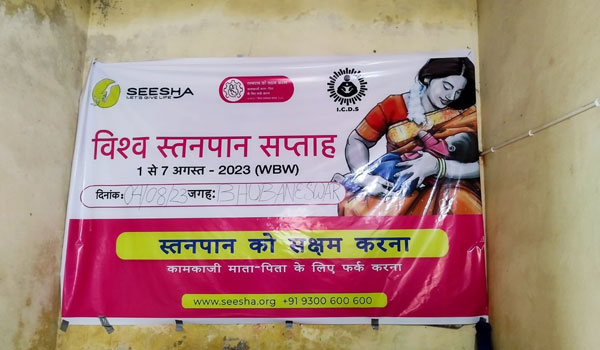 SEESHA
LET'S GIVE LIFE
I.C.D.S
विश्व स्तनपान सप्ताह
1 से 7 अगस्त - 2023 (WBW)
दिनांक: 04/08/23 जगह: BHUBANESWAR
स्तनपान को सक्षम करना
कामकाजी माता-पिता के लिए फर्क करना
www.seesha.org +91 9300 600 600